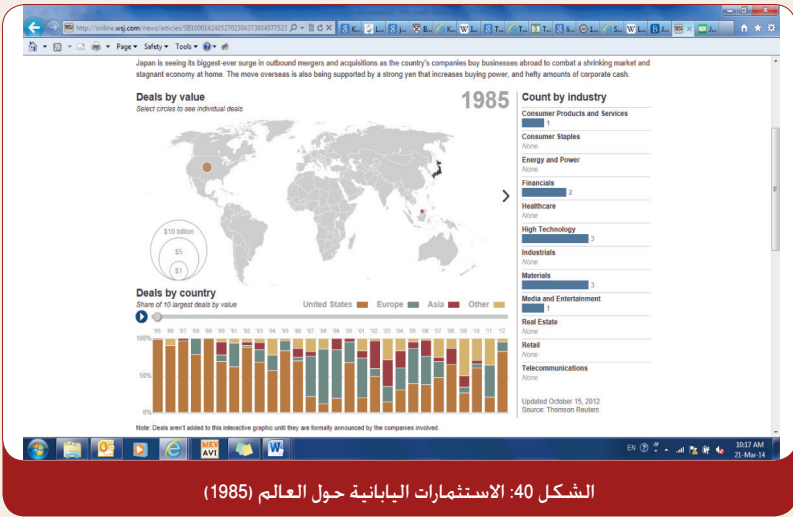 http://online.wsj.com/news/articles/SB10001424052702304373804577523
Page Safety Tools
Japan is seeing its biggest-ever surge in outbound mergers and acquisitions as the country's companies buy businesses abroad to combat a shrinking market and
stagnant economy at home. The move overseas is also being supported by a strong yen that increases buying power, and hefty amounts of corporate cash.
Deals by value
Select circles to see individual deals
1985
$10 billion
$5
$1
Deals by country
Share of 10 largest deals by value
United States Europe Asia Other
'85 '86 '87 '88 '89 '90 '91 '92 '93 '94 '95 '96 '97 '98 '99 '00 '01 '02 '03 '04 '05 '06 '07 '08 '09 '10 '11 '12
100%
50%
0%
Note: Deals aren't added to this interactive graphic until they are formally announced by the companies involved.
Count by industry
Consumer Products and Services
1
Consumer Staples
None
Energy and Power
None
Financials
2
Healthcare
None
High Technology
3
Industrials
None
Materials
3
Media and Entertainment
1
Real Estate
None
Retail
None
Telecommunications
None
Updated October 15, 2012
Source: Thomson Reuters
MKV
AVI
EN
10:17 AM
21-Mar-14
الشكل 40: الاستثمارات اليابانية حول العالم (1985)